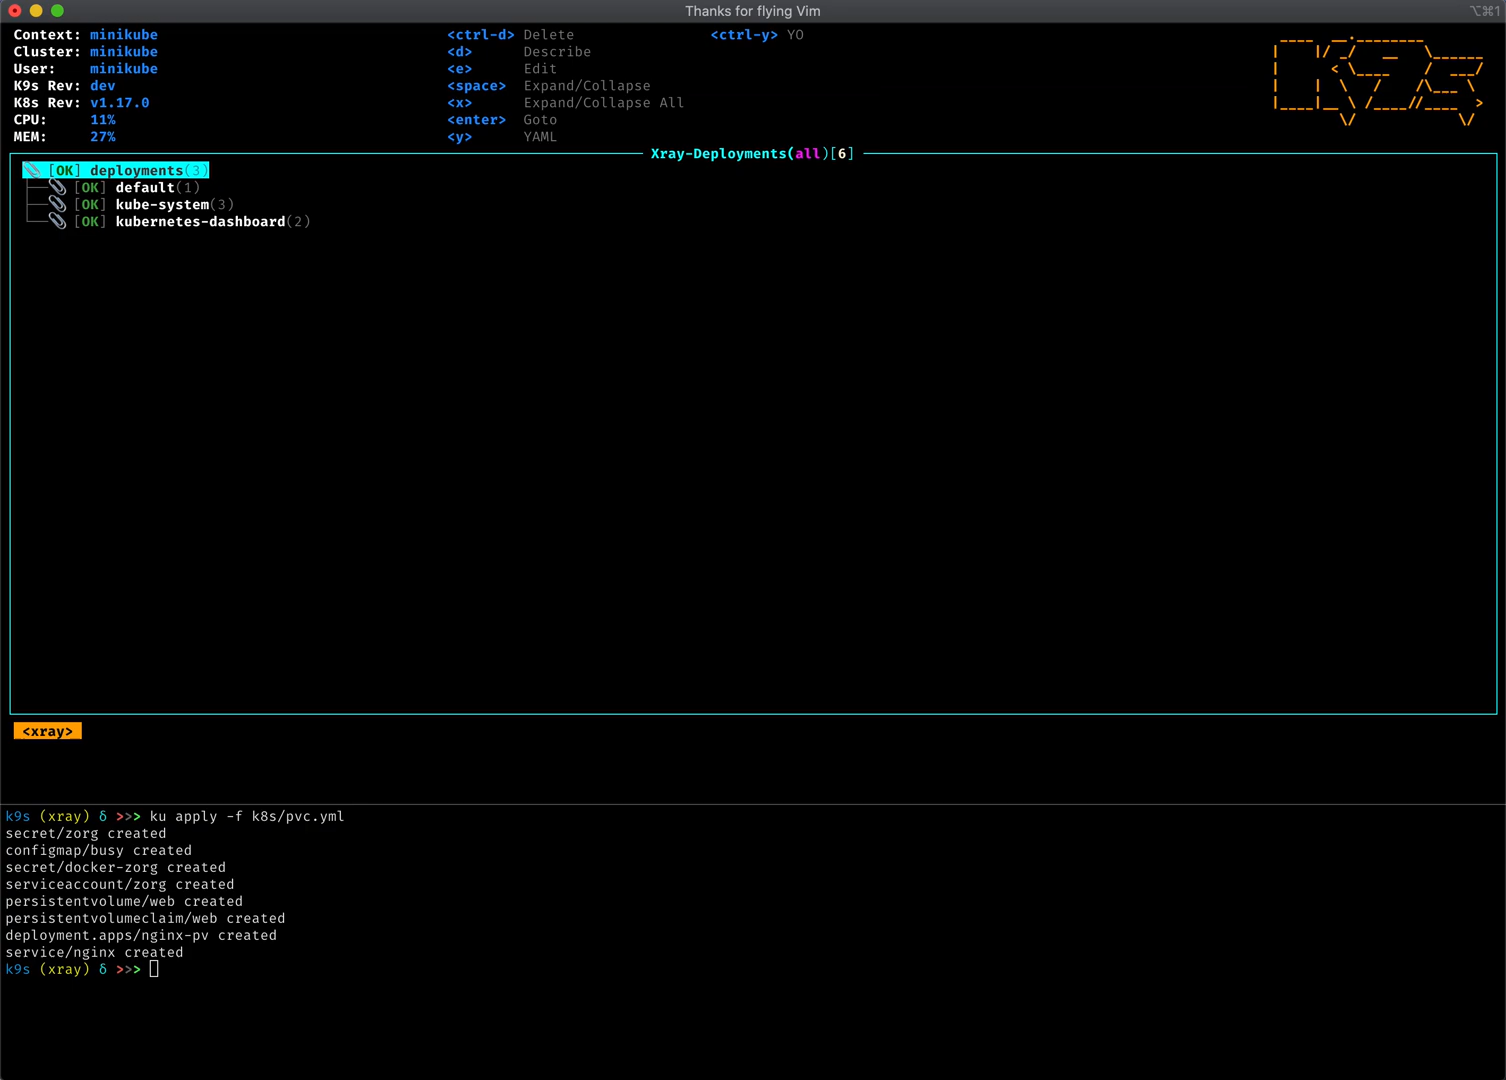 Thanks for flying Vim
⌥⌘1
Context: minikube
Cluster: minikube
User: minikube
K9s Rev: dev
K8s Rev: v1.17.0
CPU: 11%
MEM: 27%
<ctrl-d> Delete
<d> Describe
<e> Edit
<space> Expand/Collapse
<x> Expand/Collapse All
<enter> Goto
<y> YAML
<ctrl-y> YO
K9s
Xray-Deployments(all)[6]
[OK] deployments(3)
[OK] default(1)
[OK] kube-system(3)
[OK] kubernetes-dashboard(2)
<xray>
k9s (xray) δ >>> ku apply -f k8s/pvc.yml
secret/zorg created
configmap/busy created
secret/docker-zorg created
serviceaccount/zorg created
persistentvolume/web created
persistentvolumeclaim/web created
deployment.apps/nginx-pv created
service/nginx created
k9s (xray) δ >>>